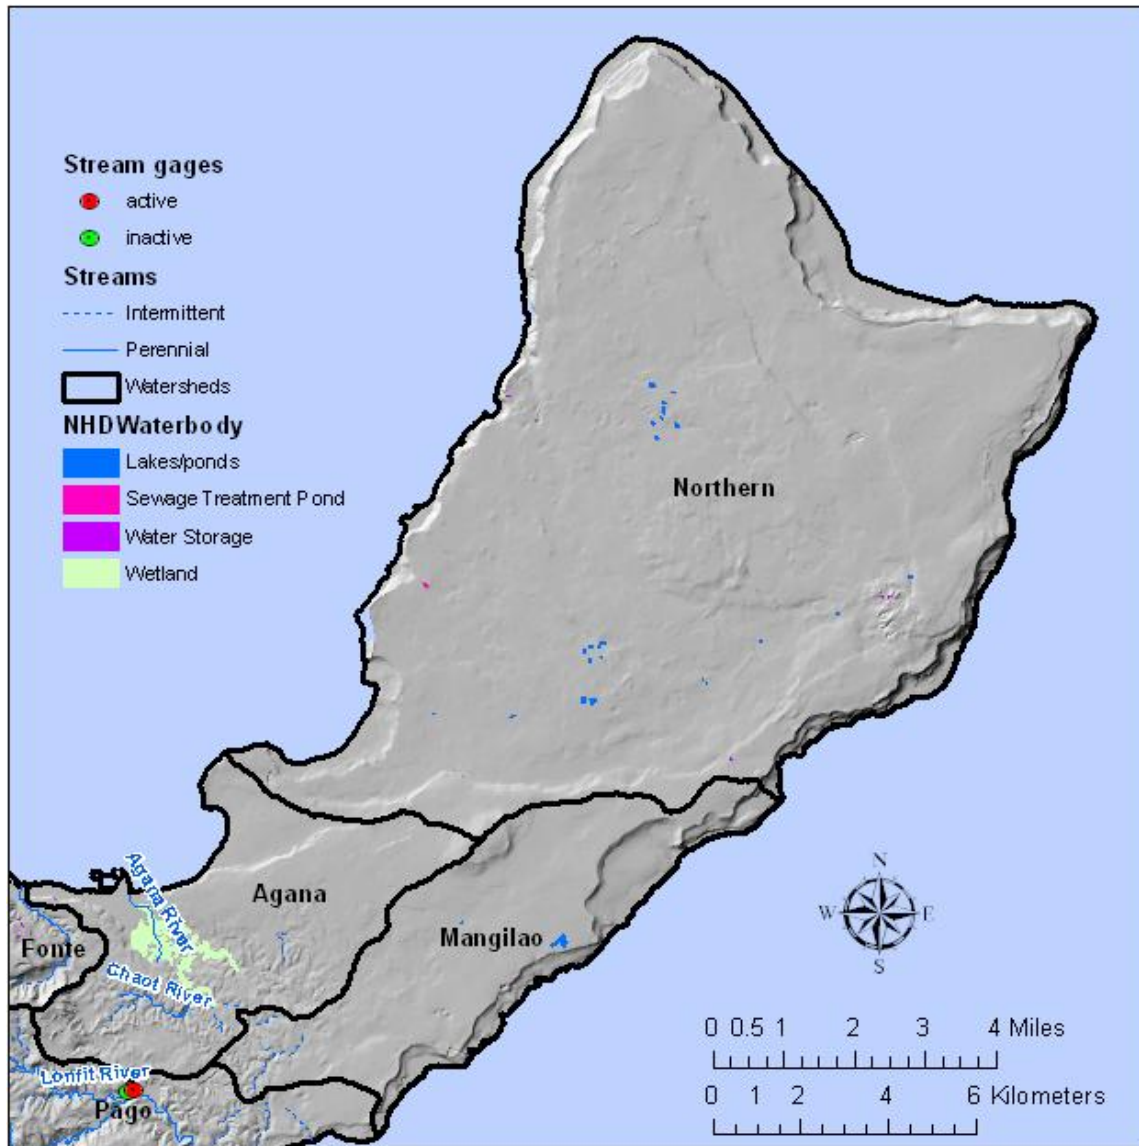 Stream gages
active
inactive
Streams
Intermittent
Perennial
Watersheds
NHDWaterbody
Lakes/ponds
Sewage Treatment Pond
Water Storage
Wetland
Northern
Agana River
Agana
Fonte
Mangilao
Chaot River
Lonfit River
Pago
N
W E
S
0 0.5 1 2 3 4 Miles
0 1 2 4 6 Kilometers